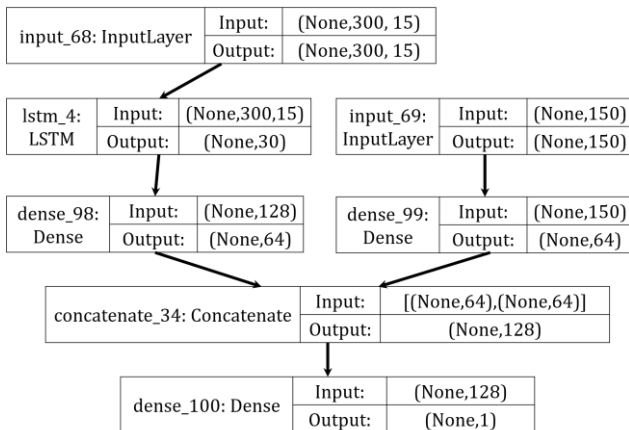 input_68: InputLayer
Input: (None,300, 15)
Output: (None,300, 15)
lstm_4:
LSTM
Input: (None,300,15)
Output: (None,30)
input_69:
InputLayer
Input: (None,150)
Output: (None,150)
dense_98:
Dense
Input: (None,128)
Output: (None,64)
dense_99:
Dense
Input: (None,150)
Output: (None,64)
concatenate_34: Concatenate
Input: [(None,64),(None,64)]
Output: (None,128)
dense_100: Dense
Input: (None,128)
Output: (None,1)